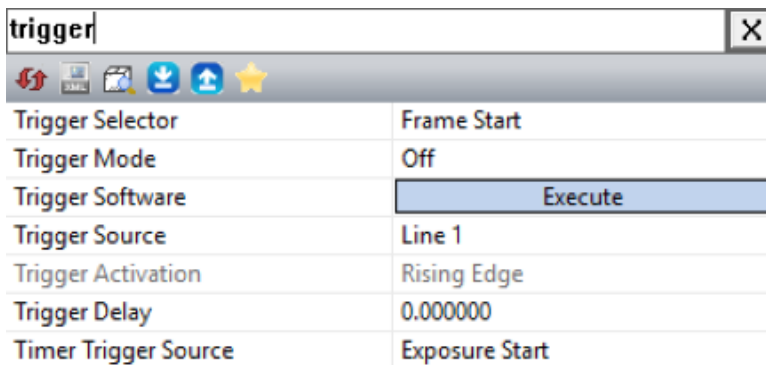 trigger
X
XML
Trigger Selector Frame Start
Trigger Mode Off
Trigger Software Execute
Trigger Source Line 1
Trigger Activation Rising Edge
Trigger Delay 0.000000
Timer Trigger Source Exposure Start